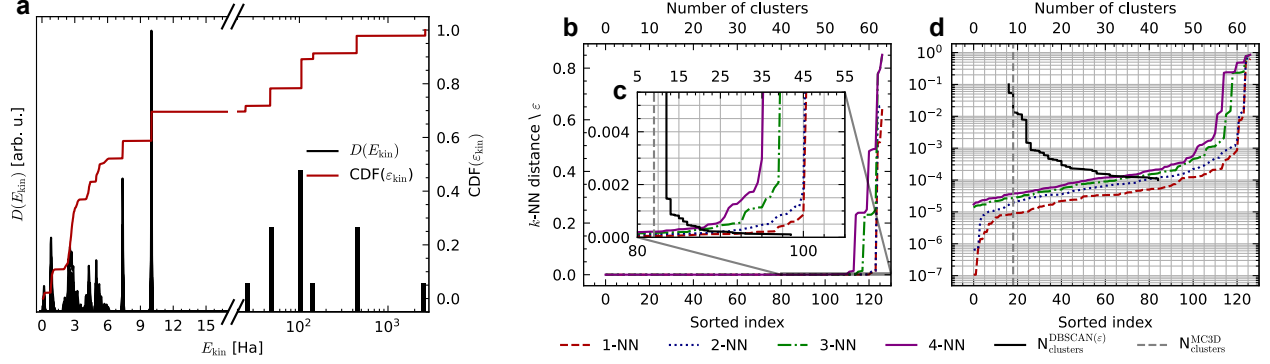 a
D(E_kin) [arb. u.]
D(E_kin)
CDF(ε_kin)
1.0
0.8
0.6
0.4
0.2
0.0
CDF(ε_kin)
0 3 6 9 12 15 10² 10³
E_kin [Ha]
b
Number of clusters
0 10 20 30 40 50 60
k-NN distance \ ε
0.8
0.6
0.4
0.2
0.0
0 20 40 60 80 100 120
Sorted index
c
5 15 25 35 45 55
0.004
0.002
0.000
80 100
d
Number of clusters
0 10 20 30 40 50 60
10⁰
10⁻¹
10⁻²
10⁻³
10⁻⁴
10⁻⁵
10⁻⁶
10⁻⁷
0 20 40 60 80 100 120
Sorted index
1-NN 2-NN 3-NN 4-NN N_clusters^DBSCAN(ε) N_clusters^MC3D